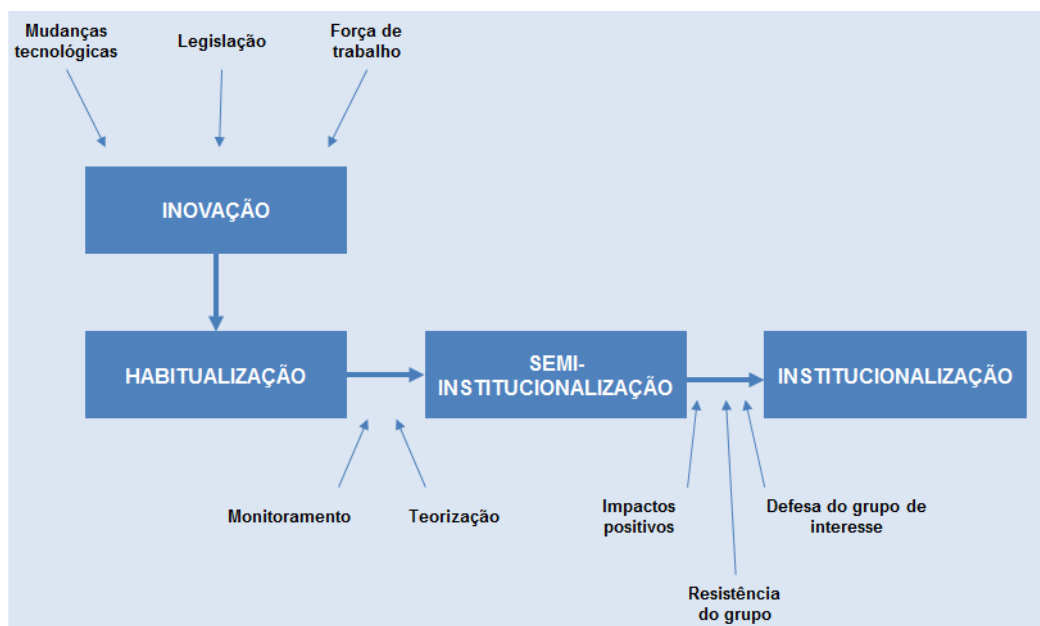 Mudanças
tecnológicas
Legislação
Força de
trabalho
INOVAÇÃO
HABITUALIZAÇÃO
SEMI-
INSTITUCIONALIZAÇÃO
INSTITUCIONALIZAÇÃO
Monitoramento
Teorização
Impactos
positivos
Defesa do grupo de
interesse
Resistência
do grupo